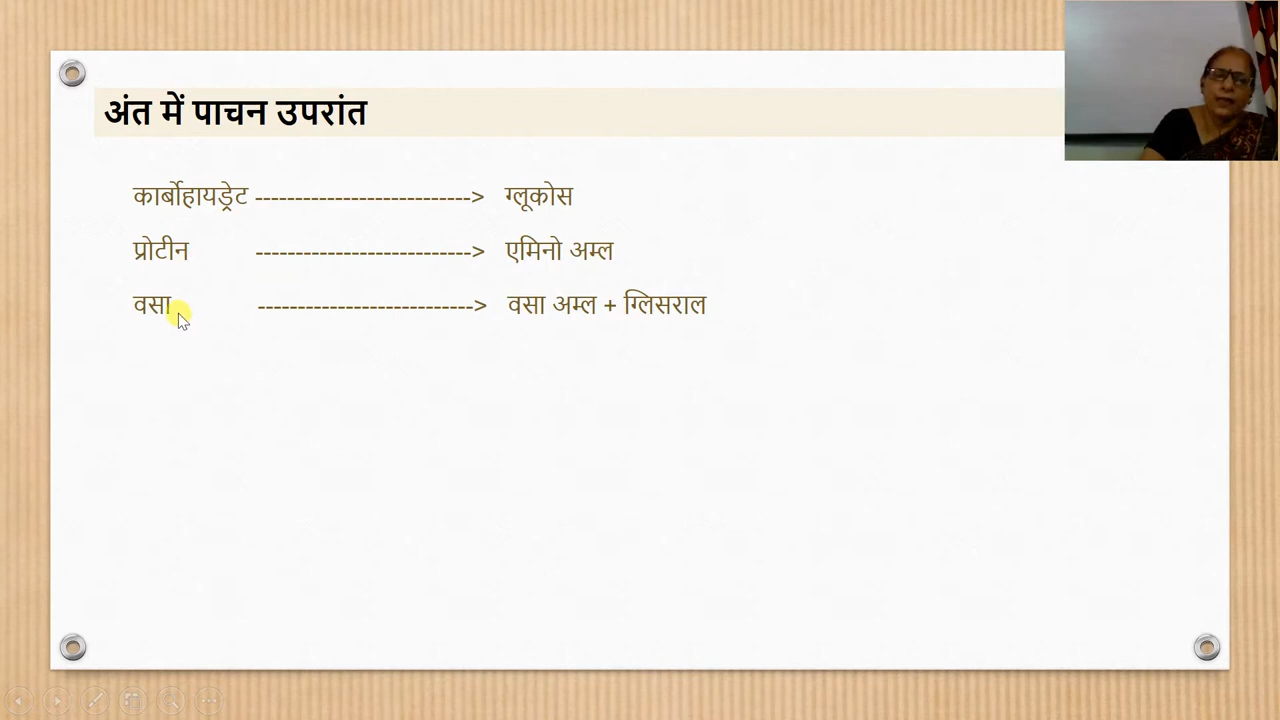 अंत में पाचन उपरांत
कार्बोहायड्रेट ---------------------------> ग्लूकोस
प्रोटीन ---------------------------> एमिनो अम्ल
वसा ---------------------------> वसा अम्ल + ग्लिसराल